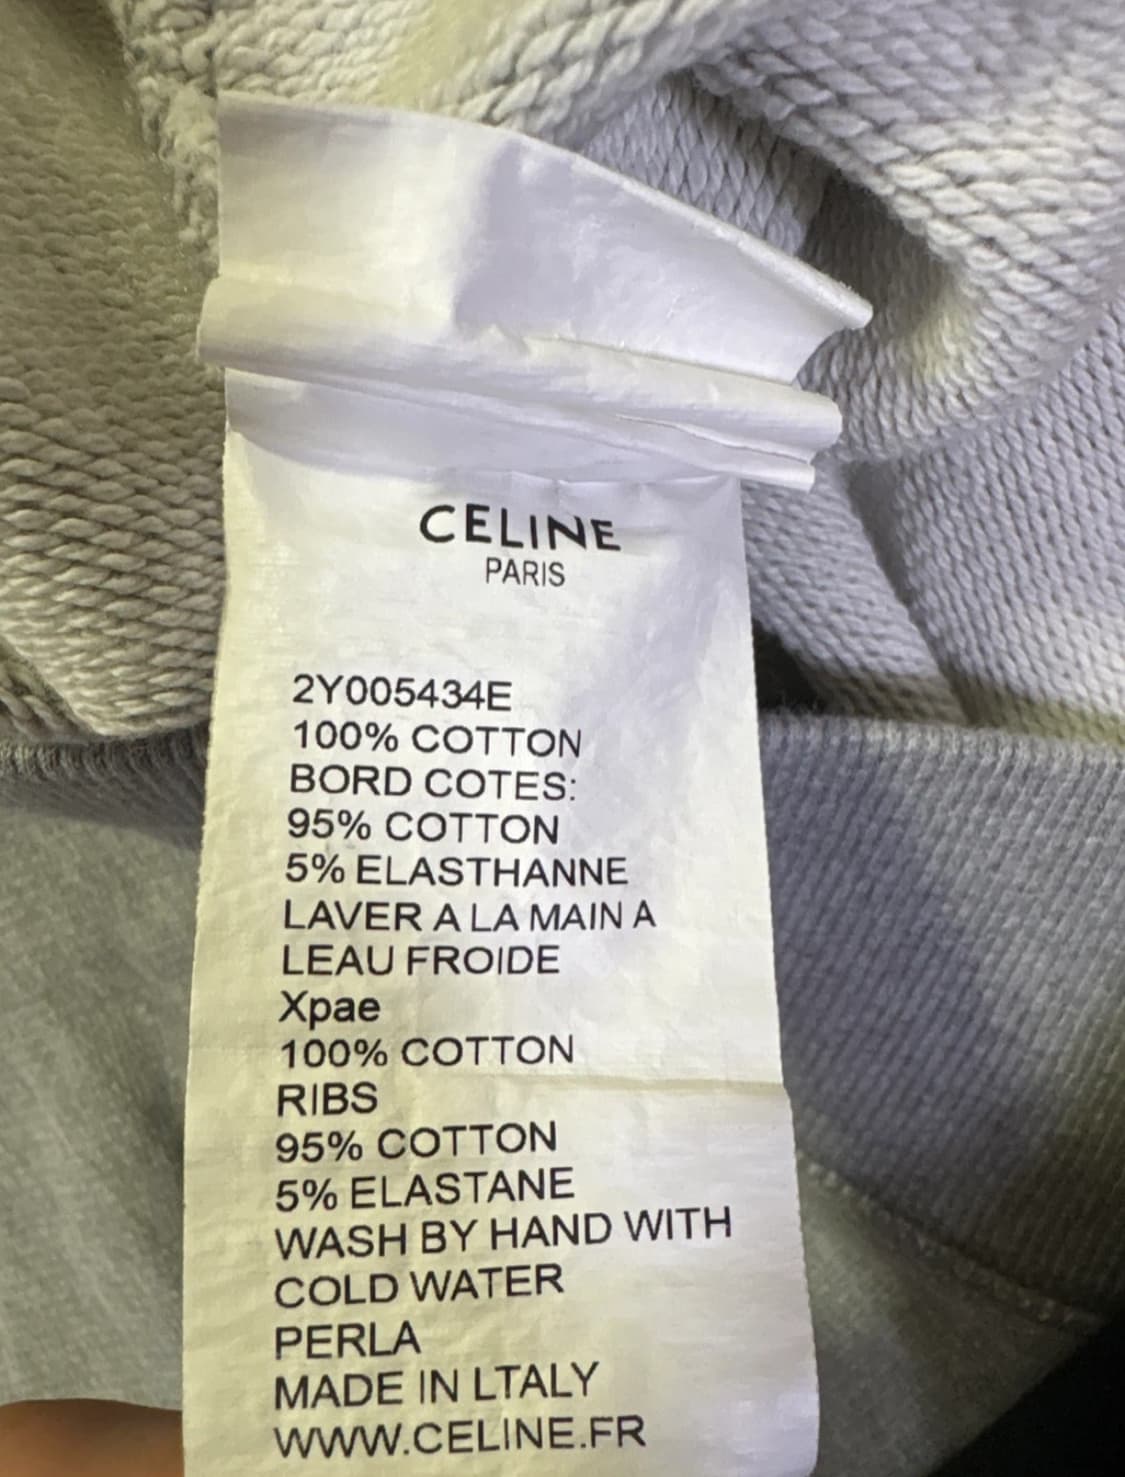 CELINE
PARIS
2Y005434E
100% COTTON
BORD COTES:
95% COTTON
5% ELASTHANNE
LAVER A LA MAIN A
LEAU FROIDE
Xpae
100% COTTON
RIBS
95% COTTON
5% ELASTANE
WASH BY HAND WITH
COLD WATER
PERLA
MADE IN LTALY
WWW.CELINE.FR